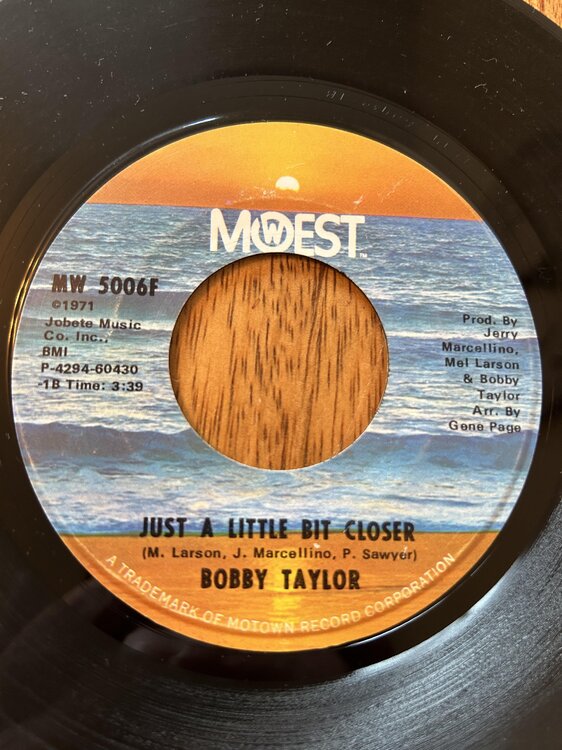 MOWEST™
MW 5006F
©1971
Jobete Music
Co. Inc.,
BMI
P-4294-60430
-1B Time: 3:39
Prod. By
Jerry
Marcellino,
Mel Larson
& Bobby
Taylor
Arr. By
Gene Page
JUST A LITTLE BIT CLOSER
(M. Larson, J. Marcellino, P. Sawyer)
BOBBY TAYLOR
A TRADEMARK OF MOTOWN RECORD CORPORATION